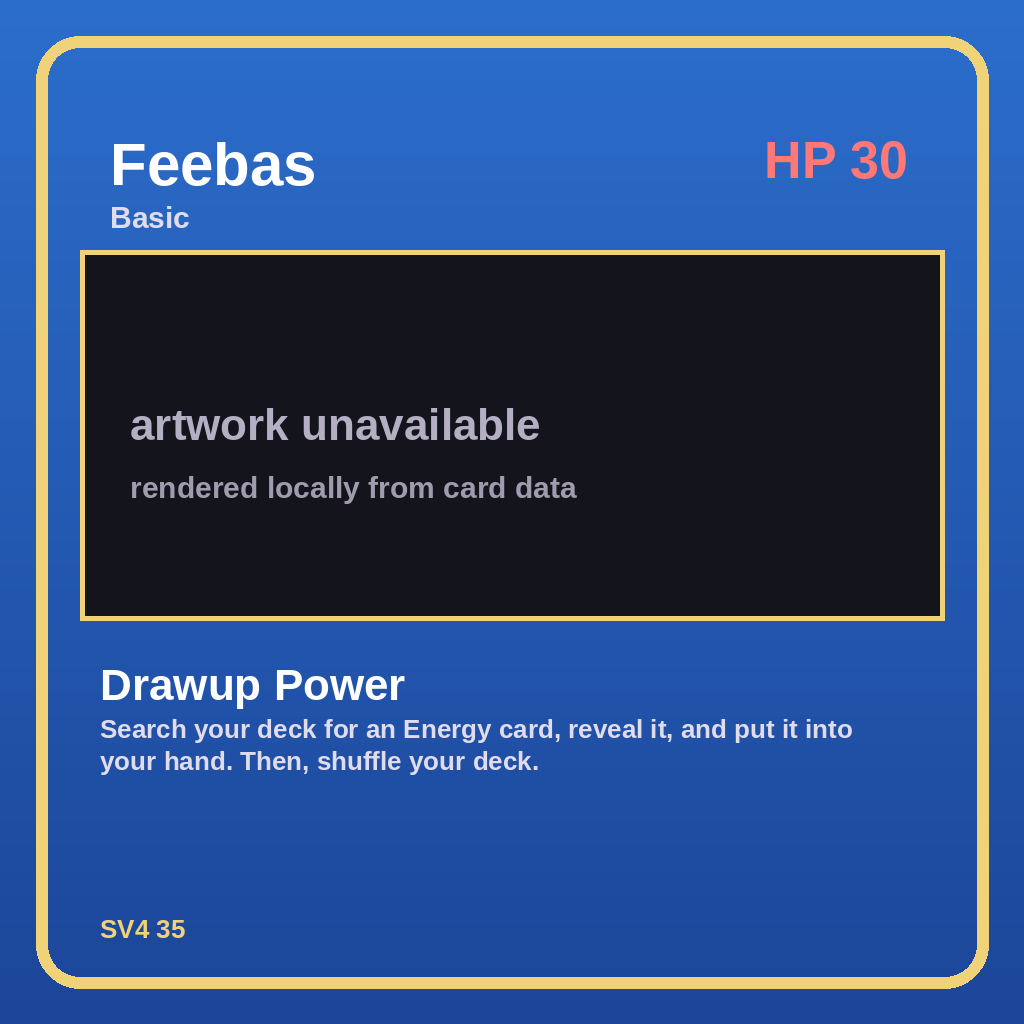 Feebas
HP 30
Basic
artwork unavailable
rendered locally from card data
Drawup Power
Search your deck for an Energy card, reveal it, and put it into
your hand. Then, shuffle your deck.
SV4 35